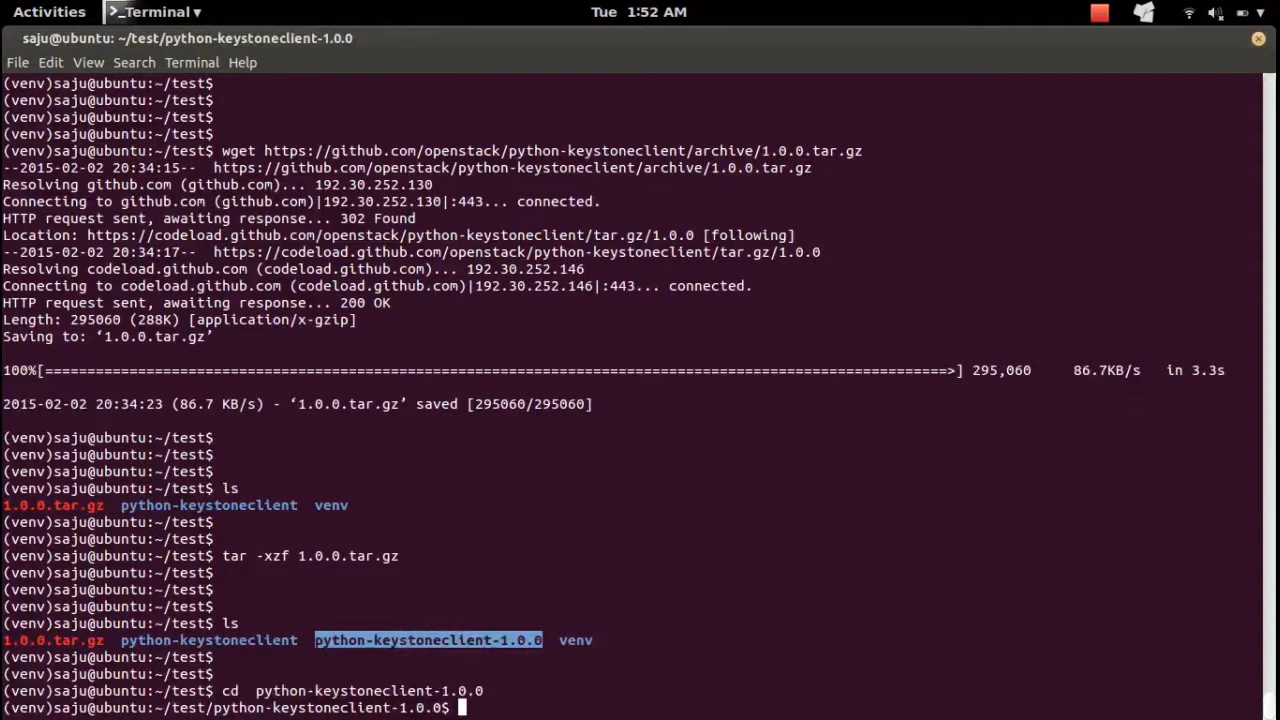 Activities Terminal Tue 1:52 AM
saju@ubuntu: ~/test/python-keystoneclient-1.0.0
File Edit View Search Terminal Help
(venv)saju@ubuntu:~/test$
(venv)saju@ubuntu:~/test$
(venv)saju@ubuntu:~/test$
(venv)saju@ubuntu:~/test$
(venv)saju@ubuntu:~/test$ wget https://github.com/openstack/python-keystoneclient/archive/1.0.0.tar.gz
--2015-02-02 20:34:15-- https://github.com/openstack/python-keystoneclient/archive/1.0.0.tar.gz
Resolving github.com (github.com)... 192.30.252.130
Connecting to github.com (github.com)|192.30.252.130|:443... connected.
HTTP request sent, awaiting response... 302 Found
Location: https://codeload.github.com/openstack/python-keystoneclient/tar.gz/1.0.0 [following]
--2015-02-02 20:34:17-- https://codeload.github.com/openstack/python-keystoneclient/tar.gz/1.0.0
Resolving codeload.github.com (codeload.github.com)... 192.30.252.146
Connecting to codeload.github.com (codeload.github.com)|192.30.252.146|:443... connected.
HTTP request sent, awaiting response... 200 OK
Length: 295060 (288K) [application/x-gzip]
Saving to: ‘1.0.0.tar.gz’
100%[============================================================================================================>] 295,060 86.7KB/s in 3.3s
2015-02-02 20:34:23 (86.7 KB/s) - ‘1.0.0.tar.gz’ saved [295060/295060]
(venv)saju@ubuntu:~/test$
(venv)saju@ubuntu:~/test$
(venv)saju@ubuntu:~/test$
(venv)saju@ubuntu:~/test$ ls
1.0.0.tar.gz python-keystoneclient venv
(venv)saju@ubuntu:~/test$
(venv)saju@ubuntu:~/test$
(venv)saju@ubuntu:~/test$ tar -xzf 1.0.0.tar.gz
(venv)saju@ubuntu:~/test$
(venv)saju@ubuntu:~/test$
(venv)saju@ubuntu:~/test$
(venv)saju@ubuntu:~/test$ ls
1.0.0.tar.gz python-keystoneclient python-keystoneclient-1.0.0 venv
(venv)saju@ubuntu:~/test$
(venv)saju@ubuntu:~/test$
(venv)saju@ubuntu:~/test$ cd  python-keystoneclient-1.0.0
(venv)saju@ubuntu:~/test/python-keystoneclient-1.0.0$